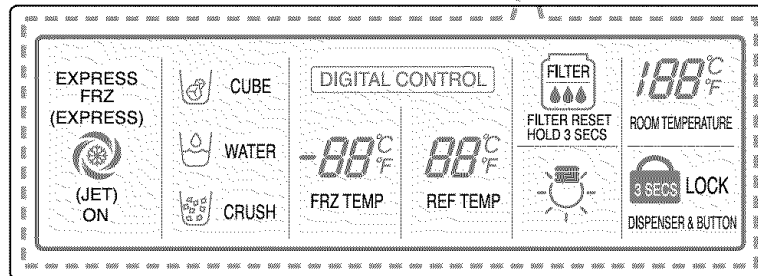 EXPRESS
FRZ
(EXPRESS)
(JET)
ON
CUBE
WATER
CRUSH
DIGITAL CONTROL
-88°C
°F
FRZ TEMP
88°C
°F
REF TEMP
FILTER
FILTER RESET
HOLD 3 SECS
188°C
°F
ROOM TEMPERATURE
3 SECS LOCK
DISPENSER & BUTTON